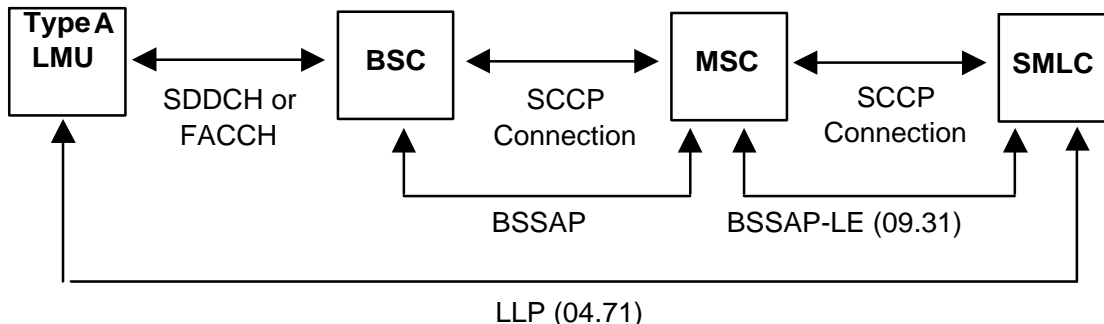 Type A
LMU
BSC
MSC
SMLC
SDDCH or
FACCH
SCCP
Connection
SCCP
Connection
BSSAP
BSSAP-LE (09.31)
LLP (04.71)